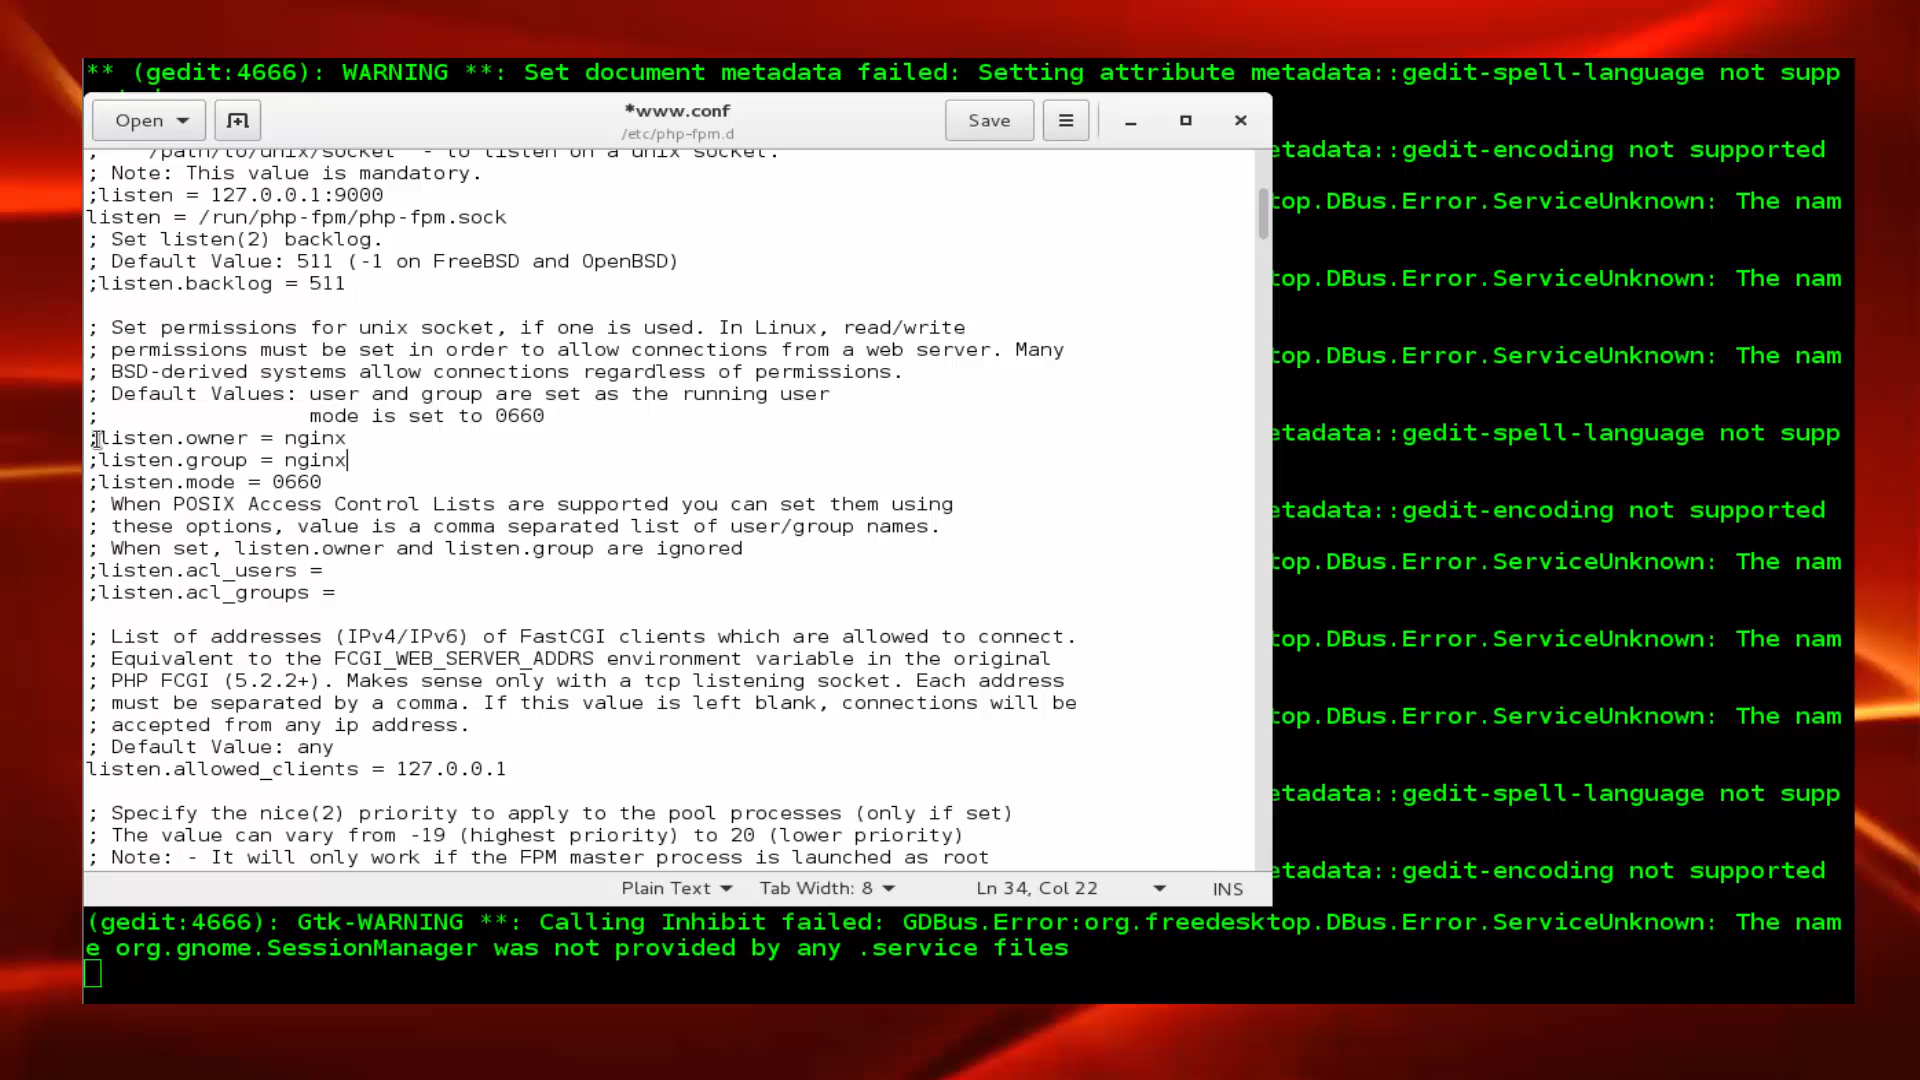 ** (gedit:4666): WARNING **: Set document metadata failed: Setting attribute metadata::gedit-spell-language not supp
Open
*www.conf
/etc/php-fpm.d
Save
; /path/to/unix/socket' - to listen on a unix socket.
; Note: This value is mandatory.
;listen = 127.0.0.1:9000
listen = /run/php-fpm/php-fpm.sock
; Set listen(2) backlog.
; Default Value: 511 (-1 on FreeBSD and OpenBSD)
;listen.backlog = 511
; Set permissions for unix socket, if one is used. In Linux, read/write
; permissions must be set in order to allow connections from a web server. Many
; BSD-derived systems allow connections regardless of permissions.
; Default Values: user and group are set as the running user
; mode is set to 0660
;listen.owner = nginx
;listen.group = nginx
;listen.mode = 0660
; When POSIX Access Control Lists are supported you can set them using
; these options, value is a comma separated list of user/group names.
; When set, listen.owner and listen.group are ignored
;listen.acl_users =
;listen.acl_groups =
; List of addresses (IPv4/IPv6) of FastCGI clients which are allowed to connect.
; Equivalent to the FCGI_WEB_SERVER_ADDRS environment variable in the original
; PHP FCGI (5.2.2+). Makes sense only with a tcp listening socket. Each address
; must be separated by a comma. If this value is left blank, connections will be
; accepted from any ip address.
; Default Value: any
listen.allowed_clients = 127.0.0.1
; Specify the nice(2) priority to apply to the pool processes (only if set)
; The value can vary from -19 (highest priority) to 20 (lower priority)
; Note: - It will only work if the FPM master process is launched as root
Plain Text Tab Width: 8 Ln 34, Col 22 INS
etadata::gedit-encoding not supported
top.DBus.Error.ServiceUnknown: The nam
top.DBus.Error.ServiceUnknown: The nam
top.DBus.Error.ServiceUnknown: The nam
etadata::gedit-spell-language not supp
etadata::gedit-encoding not supported
top.DBus.Error.ServiceUnknown: The nam
top.DBus.Error.ServiceUnknown: The nam
top.DBus.Error.ServiceUnknown: The nam
etadata::gedit-spell-language not supp
etadata::gedit-encoding not supported
(gedit:4666): Gtk-WARNING **: Calling Inhibit failed: GDBus.Error:org.freedesktop.DBus.Error.ServiceUnknown: The nam
e org.gnome.SessionManager was not provided by any .service files